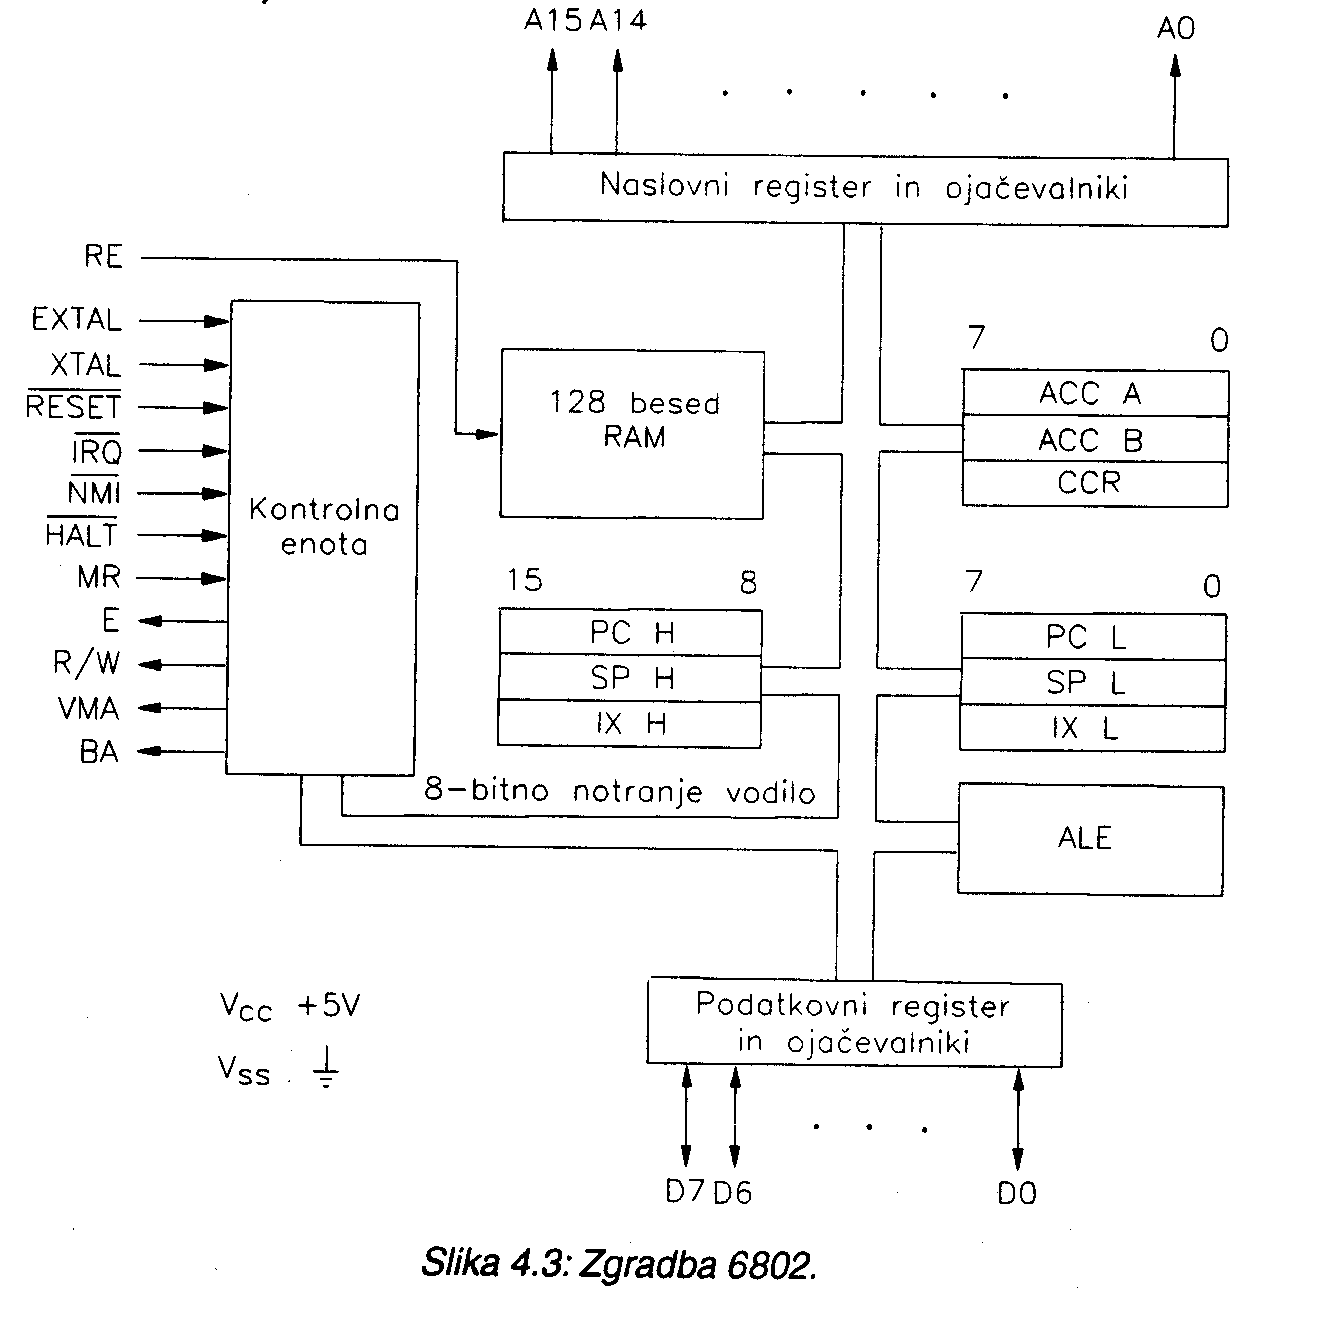 A15 A14 A0
Naslovni register in ojačevalniki
RE
EXTAL
XTAL
RESET
IRQ
NMI
HALT
MR
E
R/W
VMA
BA
Kontrolna
enota
128 besed
RAM
7 0
ACC A
ACC B
CCR
15 8
PC H
SP H
IX H
7 0
PC L
SP L
IX L
8-bitno notranje vodilo
ALE
Vcc +5V
Vss
Podatkovni register
in ojačevalniki
D7 D6 D0
Slika 4.3: Zgradba 6802.